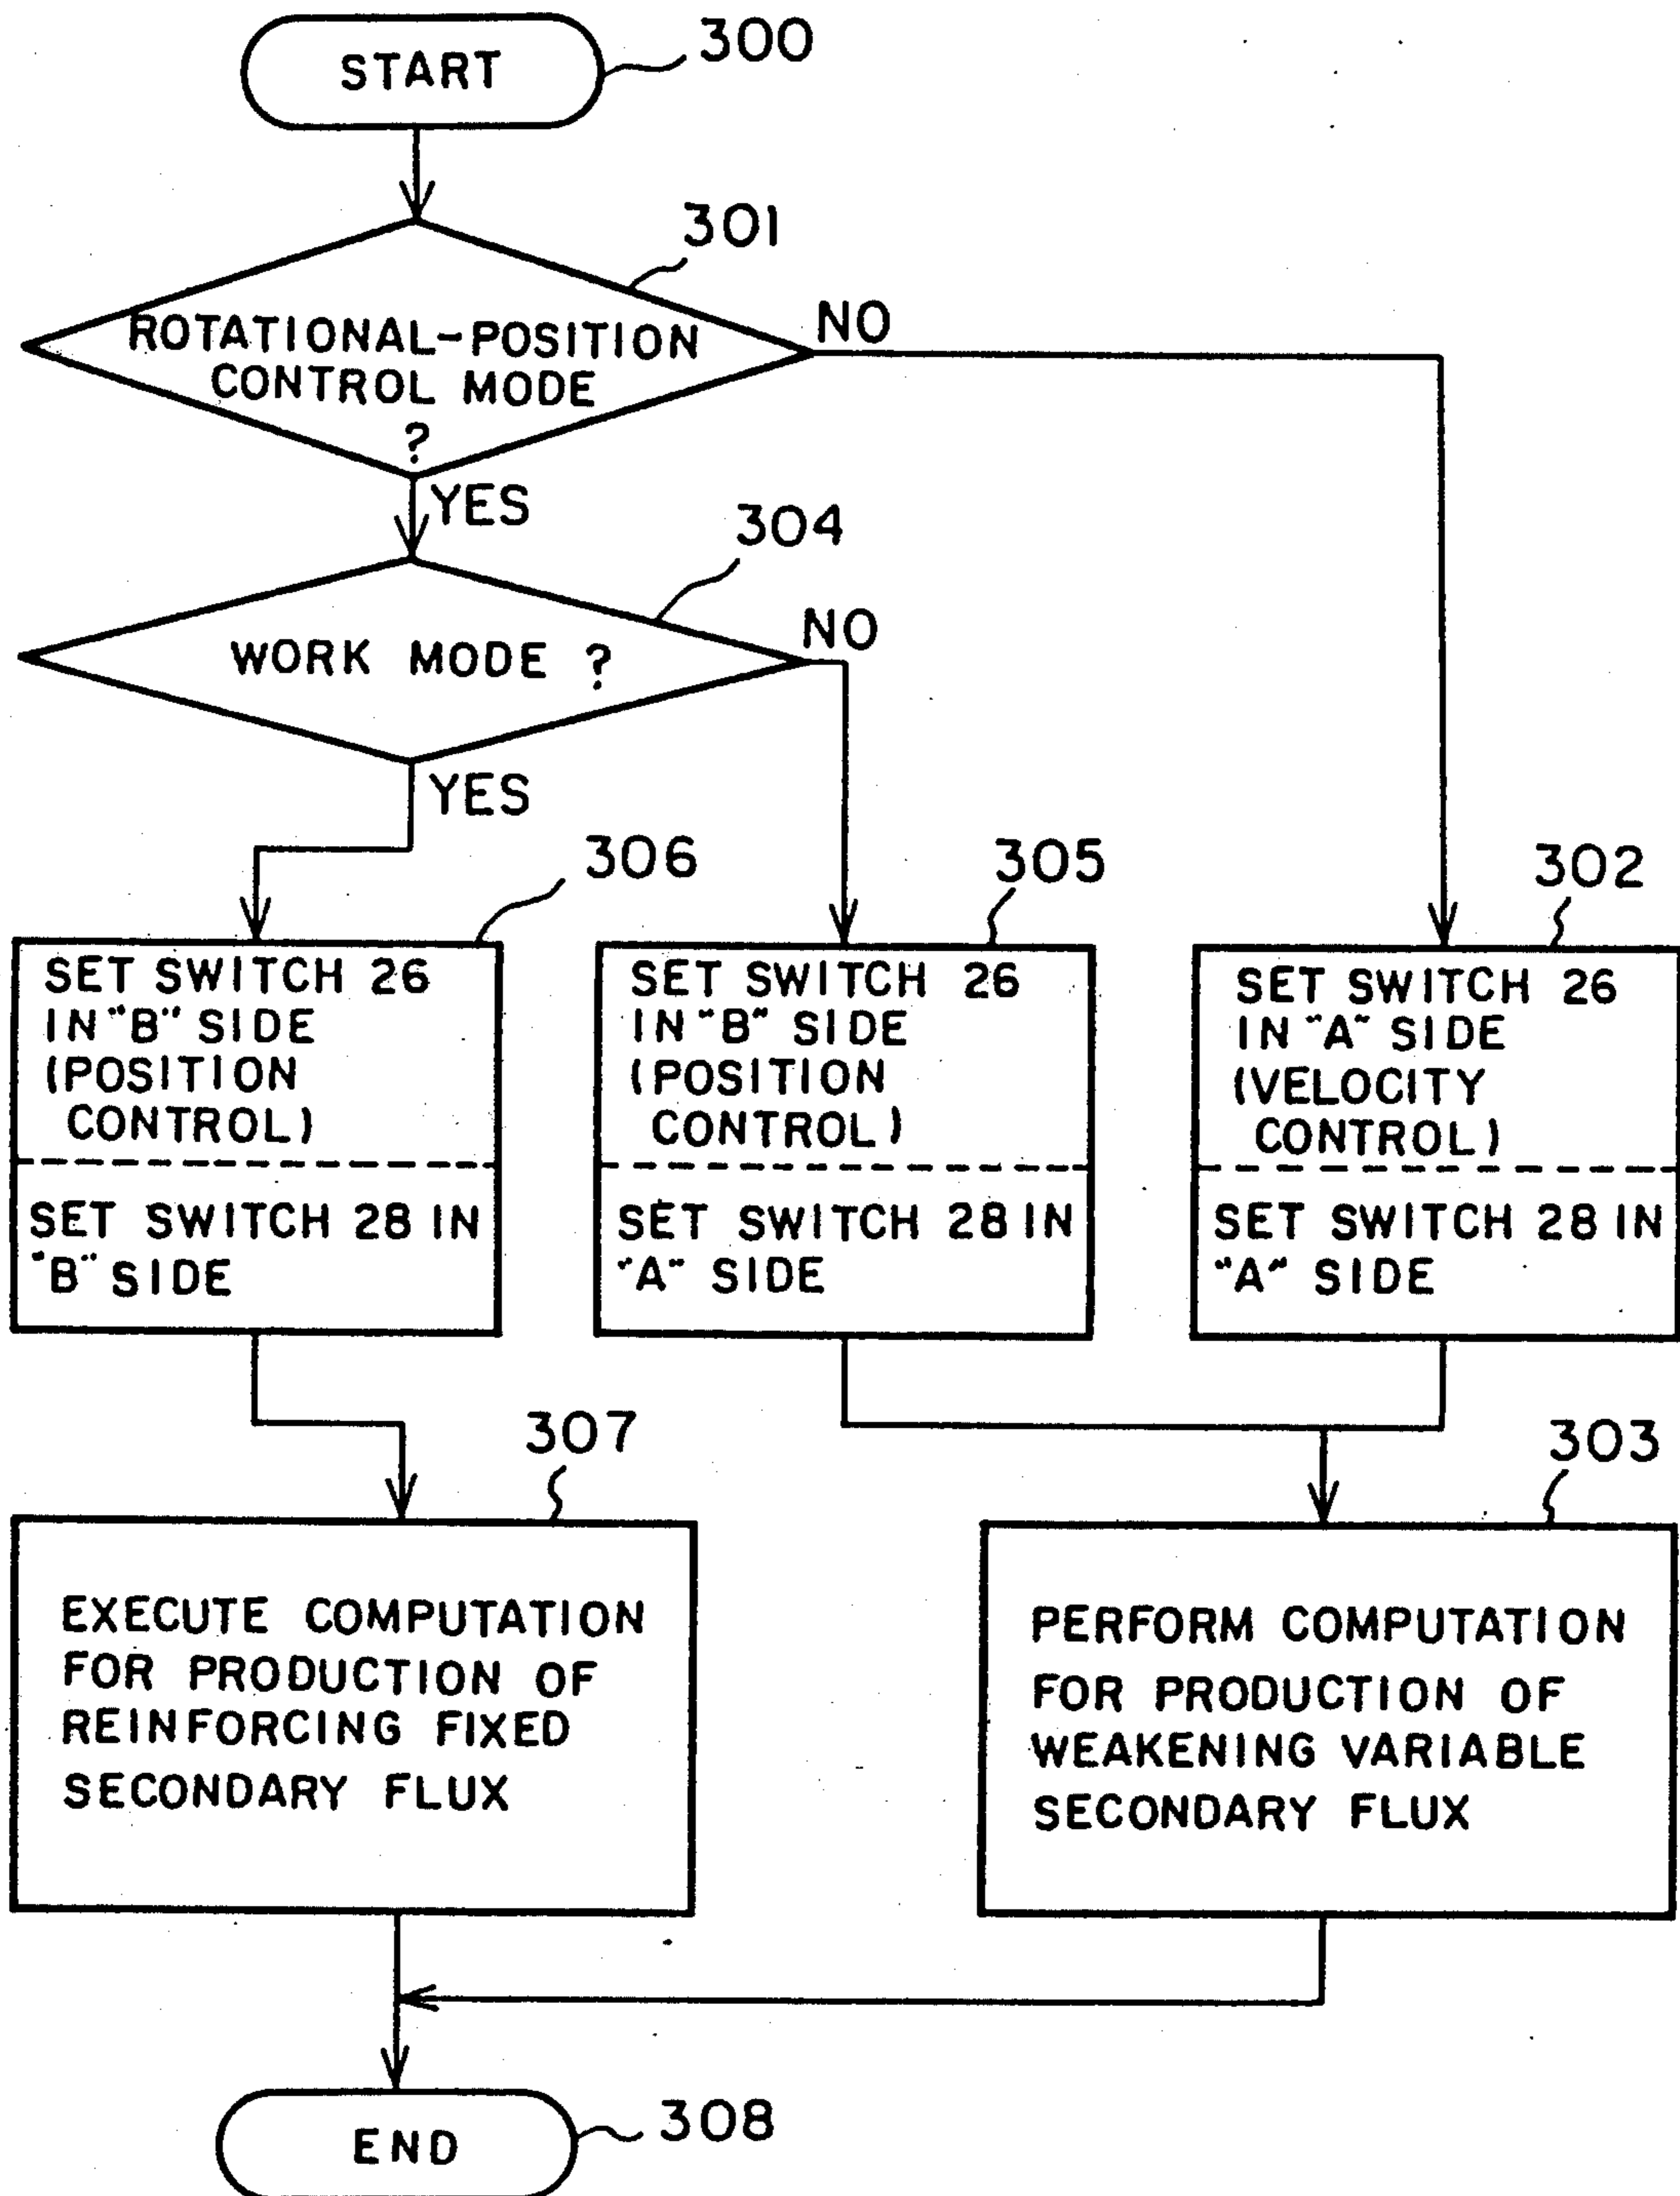 START
300
301
ROTATIONAL-POSITION
CONTROL MODE
?
NO
YES
304
WORK MODE ?
NO
YES
306
305
302
SET SWITCH 26
IN "B" SIDE
(POSITION
CONTROL)
SET SWITCH 28 IN
"B" SIDE
SET SWITCH 26
IN "B" SIDE
(POSITION
CONTROL)
SET SWITCH 28 IN
"A" SIDE
SET SWITCH 26
IN "A" SIDE
(VELOCITY
CONTROL)
SET SWITCH 28 IN
"A" SIDE
307
303
EXECUTE COMPUTATION
FOR PRODUCTION OF
REINFORCING FIXED
SECONDARY FLUX
PERFORM COMPUTATION
FOR PRODUCTION OF
WEAKENING VARIABLE
SECONDARY FLUX
END
308